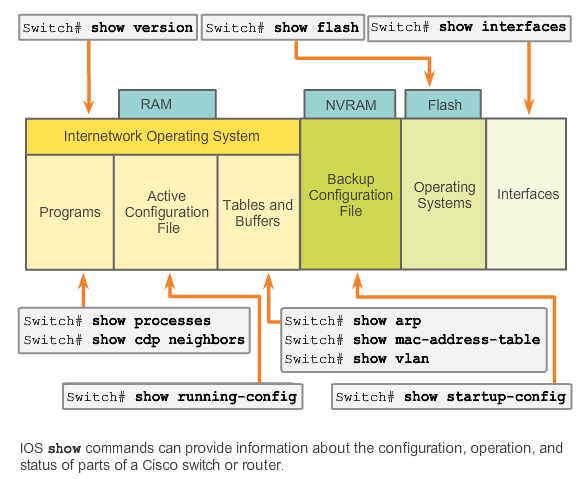 Switch# show version
Switch# show flash
Switch# show interfaces
RAM
NVRAM
Flash
Internetwork Operating System
Programs
Active
Configuration
File
Tables and
Buffers
Backup
Configuration
File
Operating
Systems
Interfaces
Switch# show processes
Switch# show cdp neighbors
Switch# show arp
Switch# show mac-address-table
Switch# show vlan
Switch# show running-config
Switch# show startup-config
IOS show commands can provide information about the configuration, operation, and
status of parts of a Cisco switch or router.